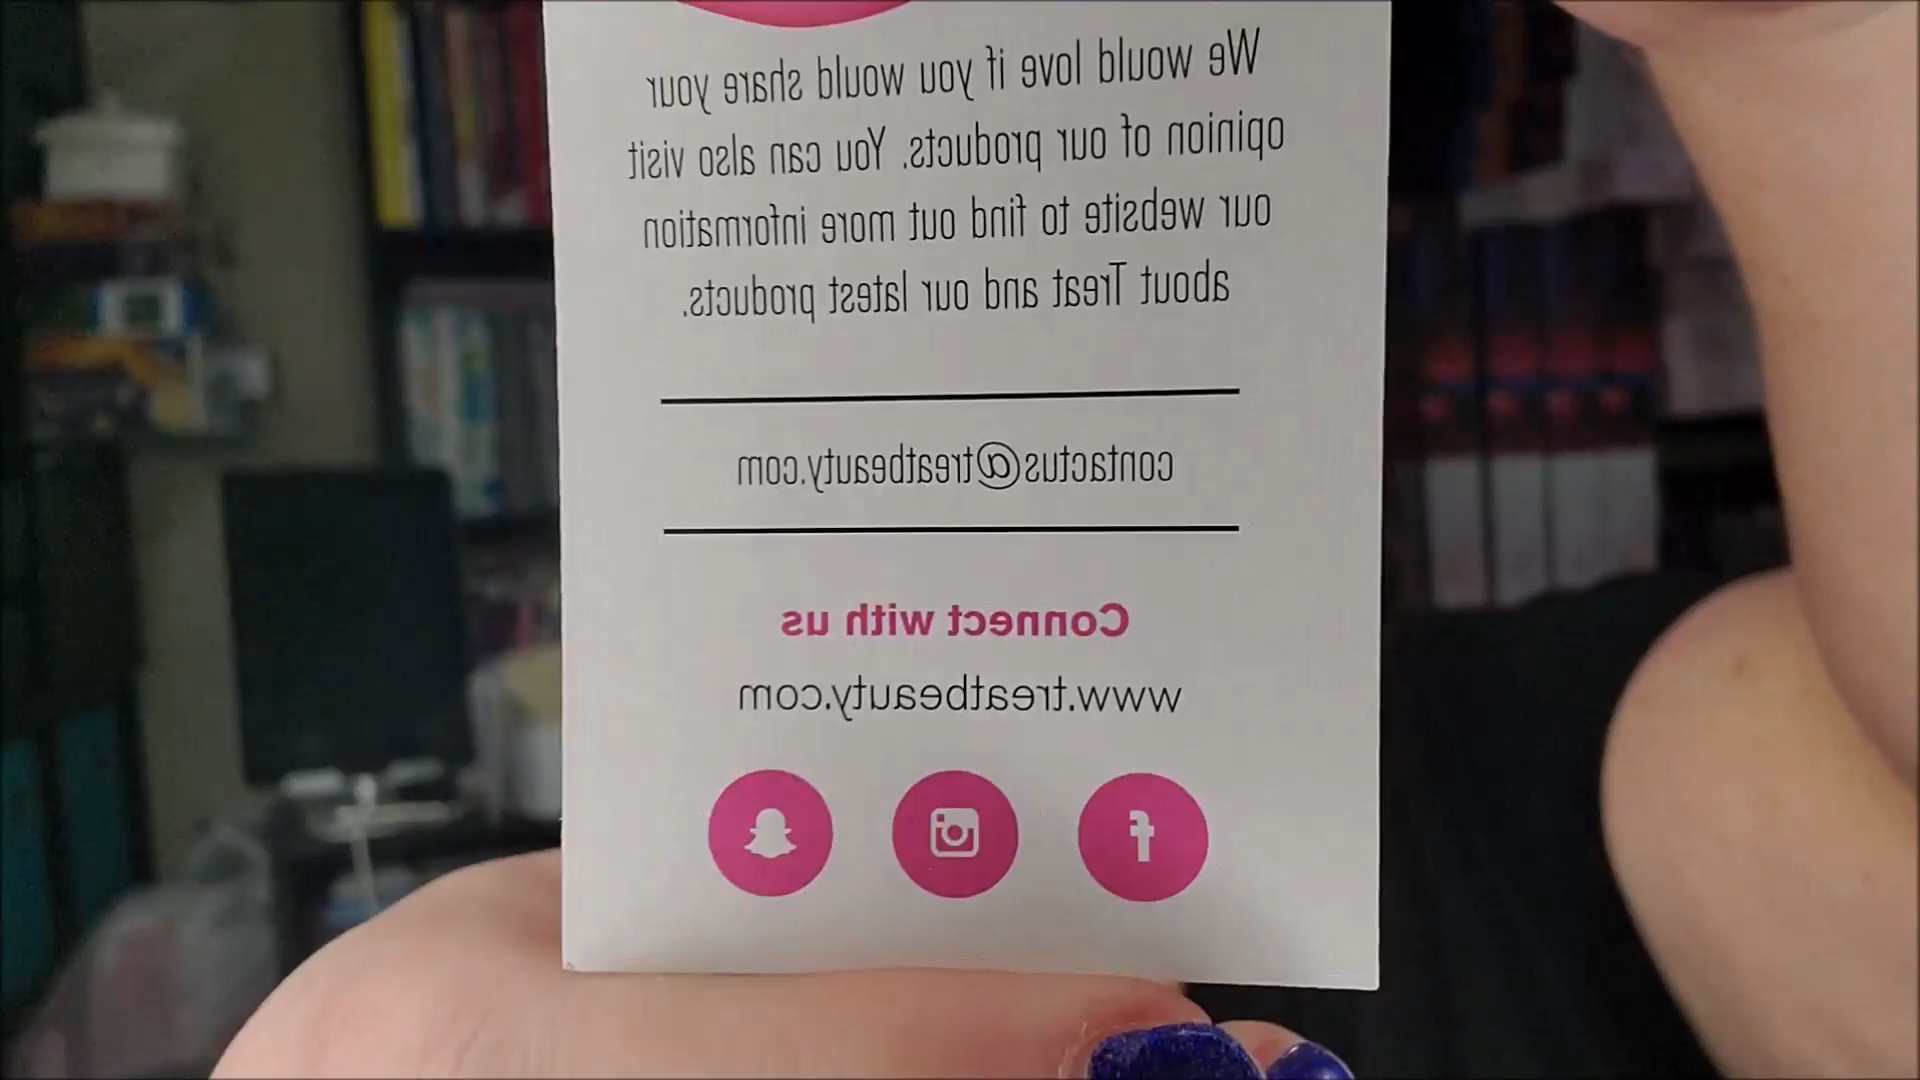 We would love if you would share your
opinion of our products. You can also visit
our website to find out more information
about Treat and our latest products.
contactus@treatbeauty.com
Connect with us
www.treatbeauty.com